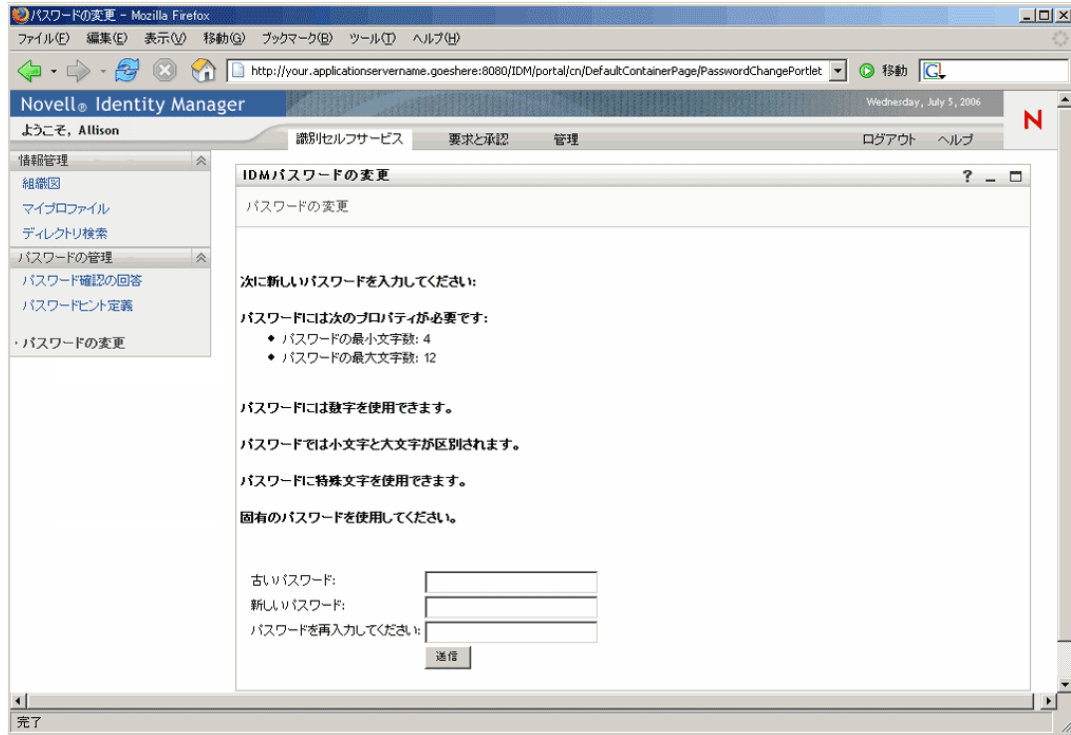 パスワードの変更 - Mozilla Firefox
ファイル(F) 編集(E) 表示(V) 移動(G) ブックマーク(B) ツール(T) ヘルプ(H)
http://your.applicationservername.goeshere:8080/IDM/portal/cn/DefaultContainerPage/PasswordChangePortlet 移動 G
Novell® Identity Manager
Wednesday, July 5, 2006
N
ようこそ, Allison
識別セルフサービス 要求と承認 管理 ログアウト ヘルプ
情報管理
組織図
マイプロファイル
ディレクトリ検索
パスワードの管理
パスワード確認の回答
パスワードヒント定義
・パスワードの変更
IDMパスワードの変更 ?
パスワードの変更
次に新しいパスワードを入力してください:
パスワードには次のプロパティが必要です:
◆ パスワードの最小文字数: 4
◆ パスワードの最大文字数: 12
パスワードには数字を使用できます。
パスワードでは小文字と大文字が区別されます。
パスワードに特殊文字を使用できます。
固有のパスワードを使用してください。
古いパスワード:
新しいパスワード:
パスワードを再入力してください:
送信
完了